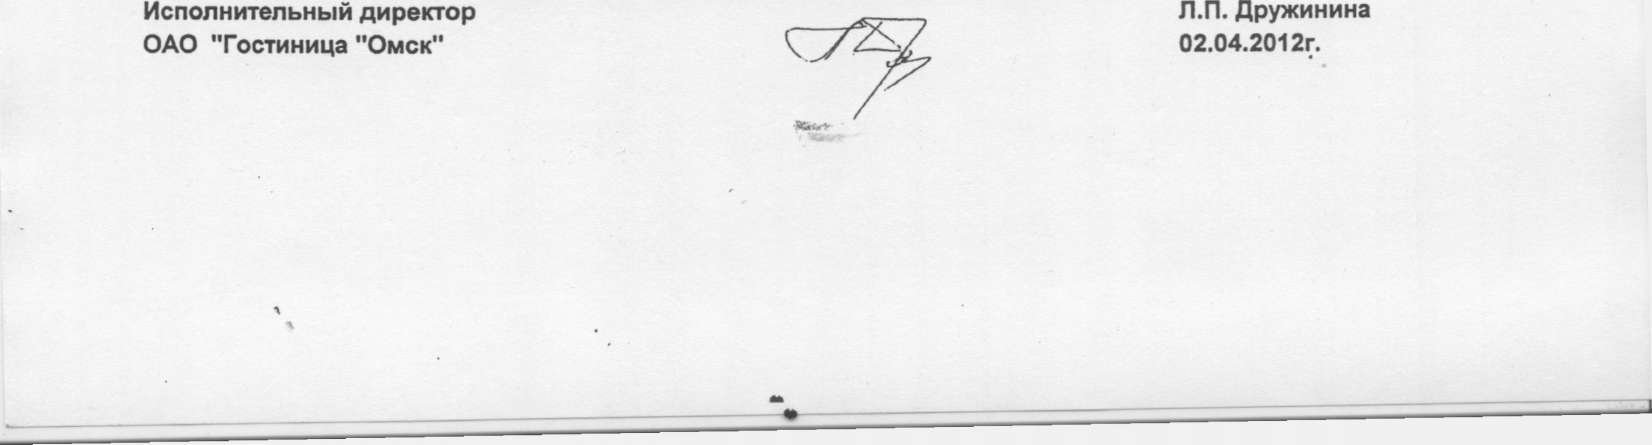 Исполнительный директор Л.П. Дружинина
ОАО "Гостиница "Омск" 02.04.2012г.